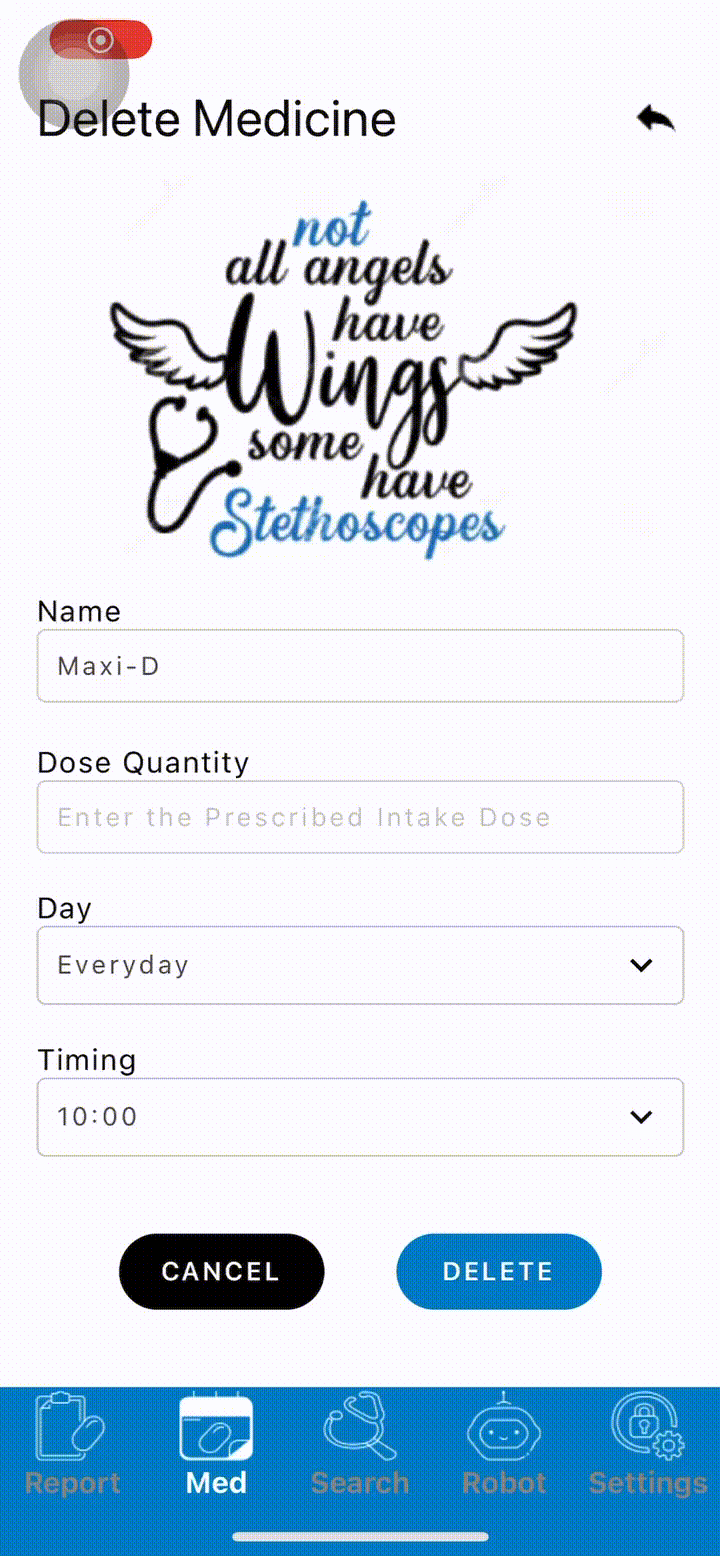 Delete Medicine
not
all angels
have
Wings
some
have
Stethoscopes
Name
Maxi-D
Dose Quantity
Enter the Prescribed Intake Dose
Day
Everyday
Timing
10:00
CANCEL
DELETE
Report
Med
Search
Robot
Settings